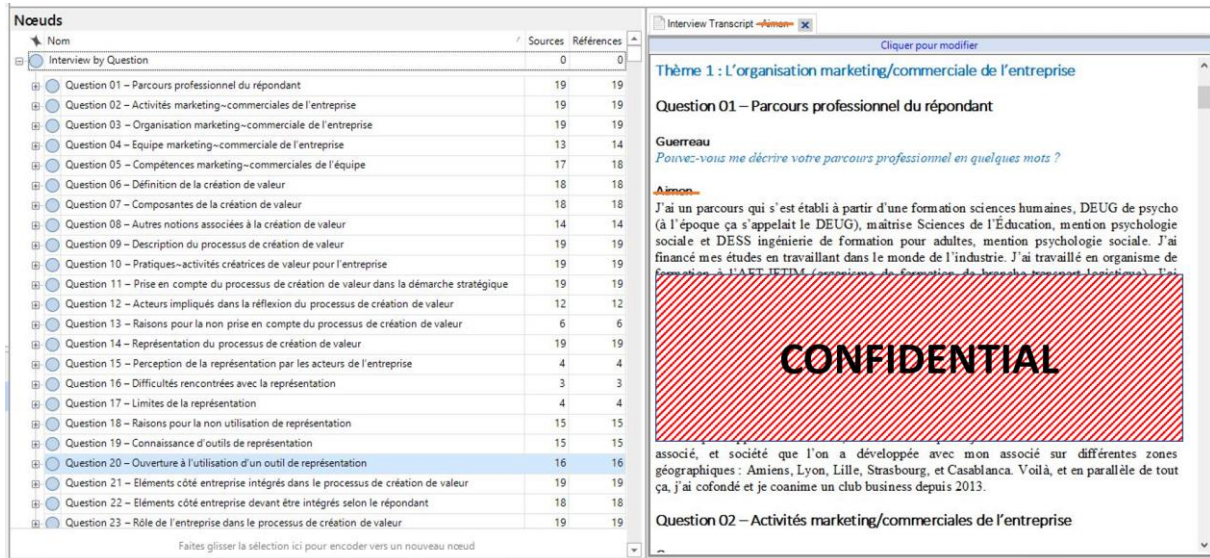 Nœuds
Nom / Sources Références
Interview by Question 0 0
Question 01 – Parcours professionnel du répondant 19 19
Question 02 – Activités marketing~commerciales de l'entreprise 19 19
Question 03 – Organisation marketing~commerciale de l'entreprise 19 19
Question 04 – Equipe marketing~commerciale de l'entreprise 13 14
Question 05 – Compétences marketing~commerciales de l'équipe 17 18
Question 06 – Définition de la création de valeur 18 18
Question 07 – Composantes de la création de valeur 18 18
Question 08 – Autres notions associées à la création de valeur 14 14
Question 09 – Description du processus de création de valeur 19 19
Question 10 – Pratiques~activités créatrices de valeur pour l'entreprise 19 19
Question 11 – Prise en compte du processus de création de valeur dans la démarche stratégique 19 19
Question 12 – Acteurs impliqués dans la réflexion du processus de création de valeur 12 12
Question 13 – Raisons pour la non prise en compte du processus de création de valeur 6 6
Question 14 – Représentation du processus de création de valeur 19 19
Question 15 – Perception de la représentation par les acteurs de l'entreprise 4 4
Question 16 – Difficultés rencontrées avec la représentation 3 3
Question 17 – Limites de la représentation 4 4
Question 18 – Raisons pour la non utilisation de représentation 15 15
Question 19 – Connaissance d'outils de représentation 15 15
Question 20 – Ouverture à l'utilisation d'un outil de représentation 16 16
Question 21 – Eléments côté entreprise intégrés dans le processus de création de valeur 19 19
Question 22 – Eléments côté entreprise devant être intégrés selon le répondant 18 18
Question 23 – Rôle de l'entreprise dans le processus de création de valeur 19 19
Faites glisser la sélection ici pour encoder vers un nouveau nœud
Interview Transcript - Aimon
Cliquer pour modifier
Thème 1 : L'organisation marketing/commerciale de l'entreprise
Question 01 – Parcours professionnel du répondant
Guerreau
Pouvez-vous me décrire votre parcours professionnel en quelques mots ?
Aimon
J'ai un parcours qui s'est établi à partir d'une formation sciences humaines, DEUG de psycho
(à l'époque ça s'appelait le DEUG), maîtrise Sciences de l'Éducation, mention psychologie
sociale et DESS ingénierie de formation pour adultes, mention psychologie sociale. J'ai
financé mes études en travaillant dans le monde de l'industrie. J'ai travaillé en organisme de
formation à l'AFT-IFTIM (organisme de formation de branche transport logistique). J'ai
CONFIDENTIAL
associé, et société que l'on a développée avec mon associé sur différentes zones
géographiques : Amiens, Lyon, Lille, Strasbourg, et Casablanca. Voilà, et en parallèle de tout
ça, j'ai cofondé et je coanime un club business depuis 2013.
Question 02 – Activités marketing/commerciales de l'entreprise